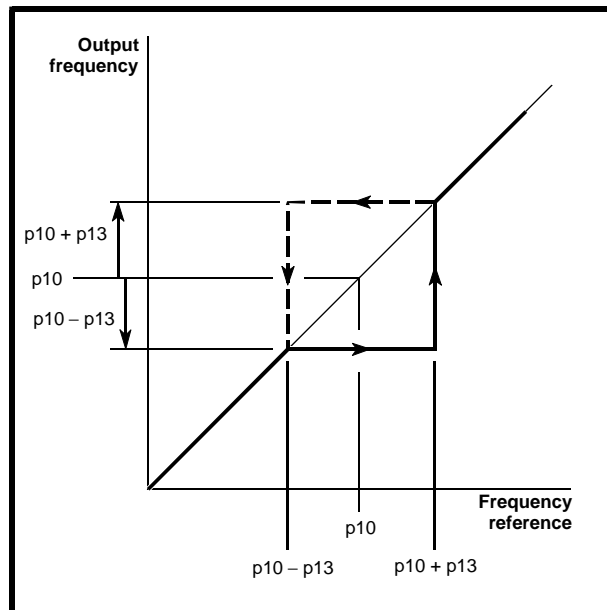 Output
frequency
p10 + p13
p10
p10 – p13
Frequency
reference
p10
p10 – p13
p10 + p13